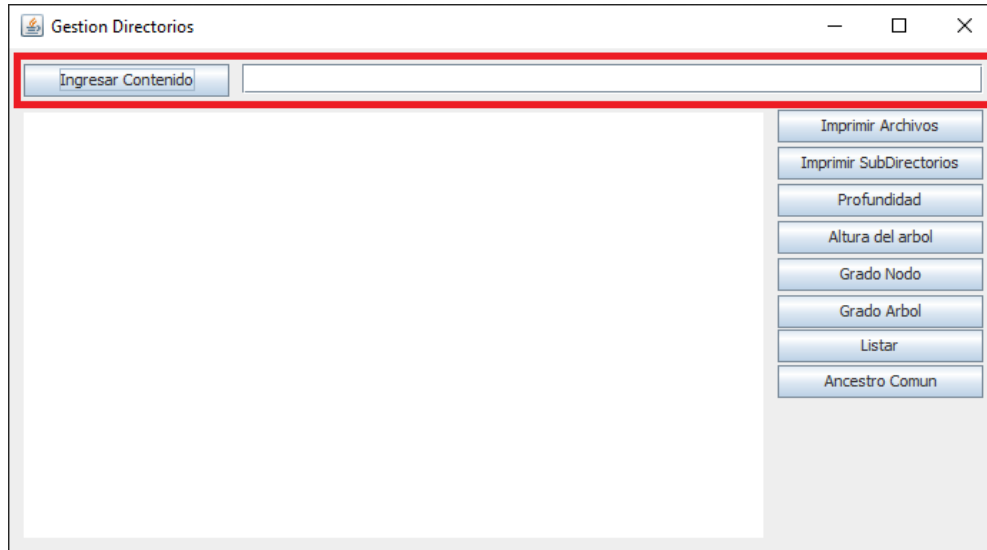 Gestion Directorios
Ingresar Contenido
Imprimir Archivos
Imprimir SubDirectorios
Profundidad
Altura del arbol
Grado Nodo
Grado Arbol
Listar
Ancestro Comun